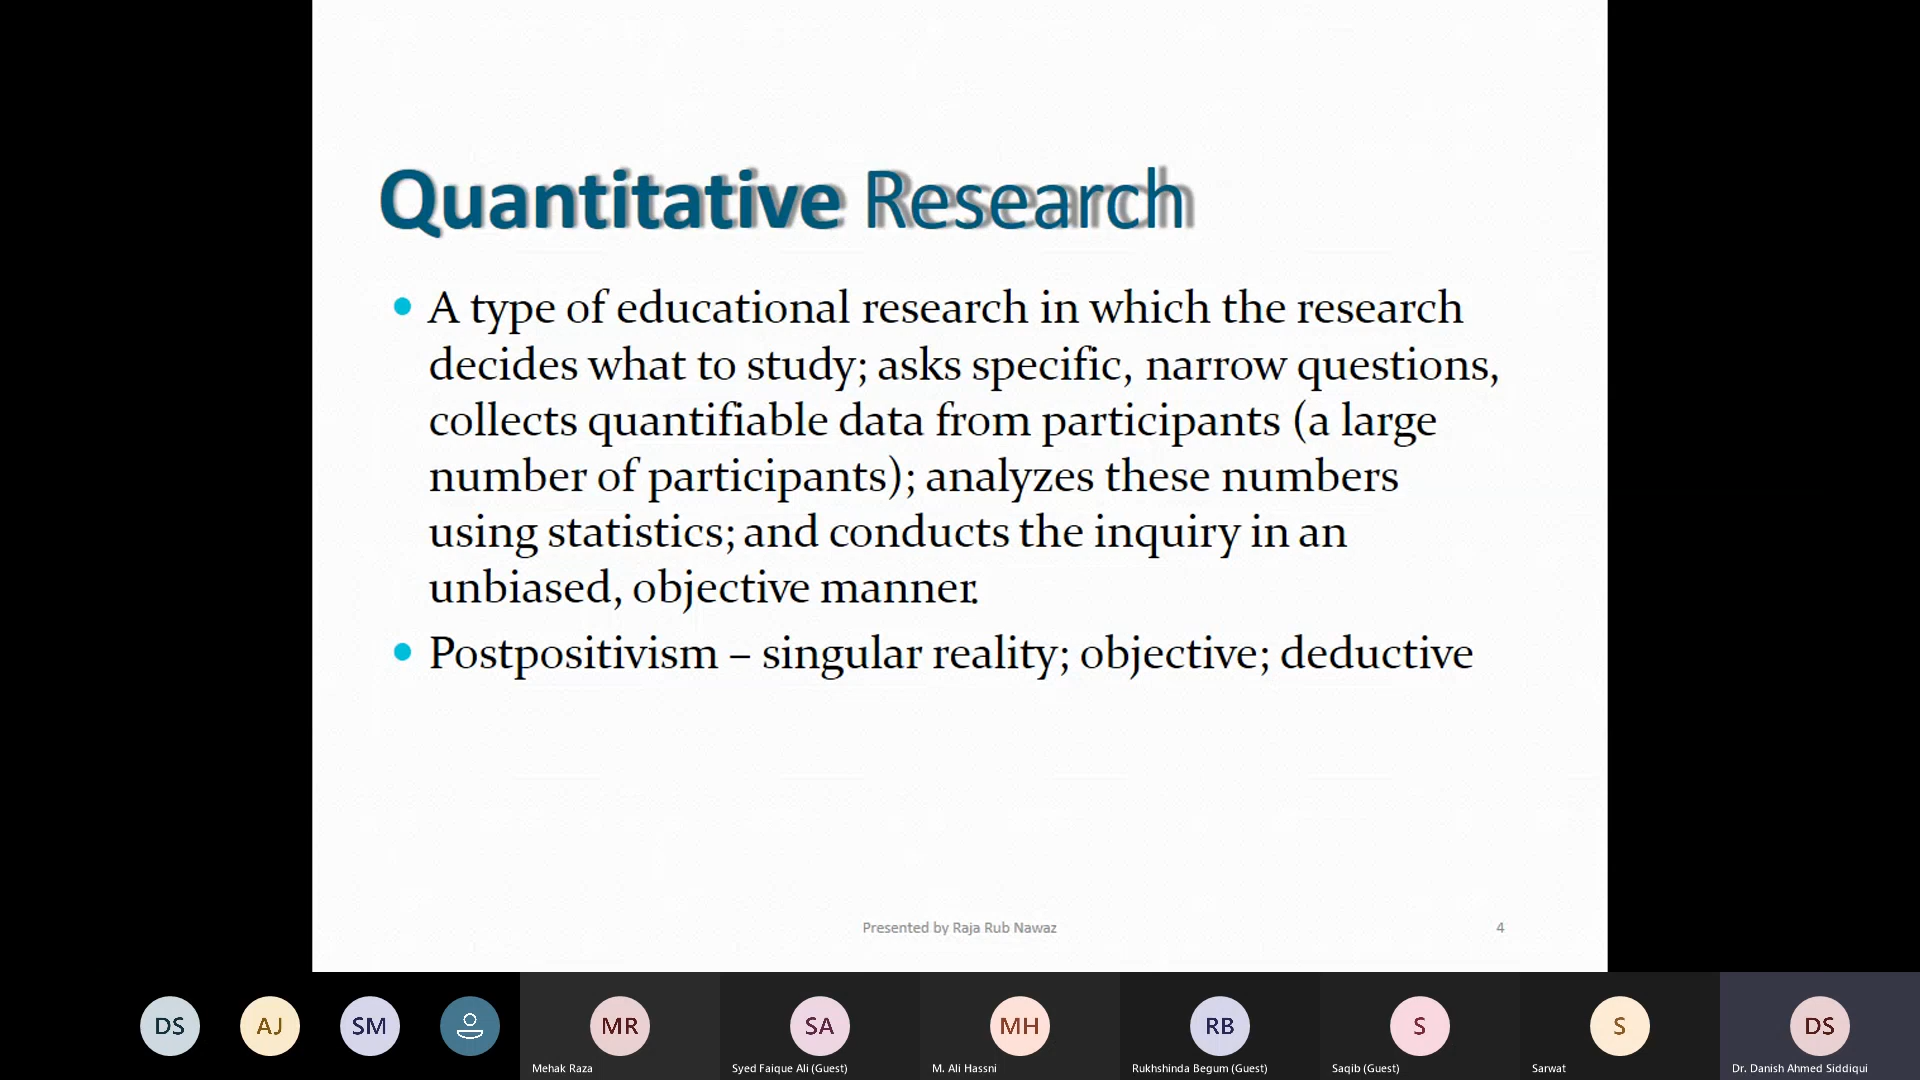 Quantitative Research
• A type of educational research in which the research
decides what to study; asks specific, narrow questions,
collects quantifiable data from participants (a large
number of participants); analyzes these numbers
using statistics; and conducts the inquiry in an
unbiased, objective manner.
• Postpositivism – singular reality; objective; deductive
Presented by Raja Rub Nawaz
4
DS
AJ
SM
MR
SA
MH
RB
S
S
DS
Mehak Raza
Syed Faique Ali (Guest)
M. Ali Hassni
Rukhshinda Begum (Guest)
Saqib (Guest)
Sarwat
Dr. Danish Ahmed Siddiqui